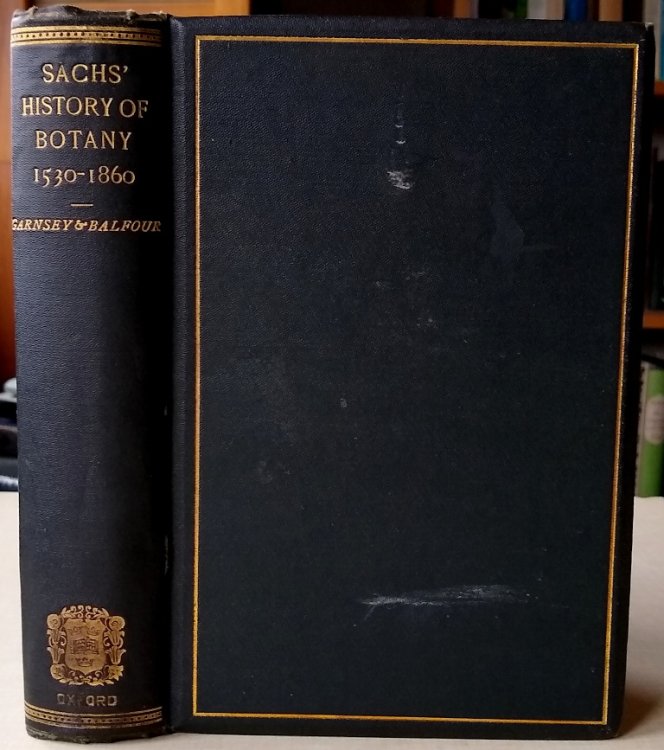 SACHS'
HISTORY OF
BOTANY
1530-1860
GARNSEY & BALFOUR
OXFORD